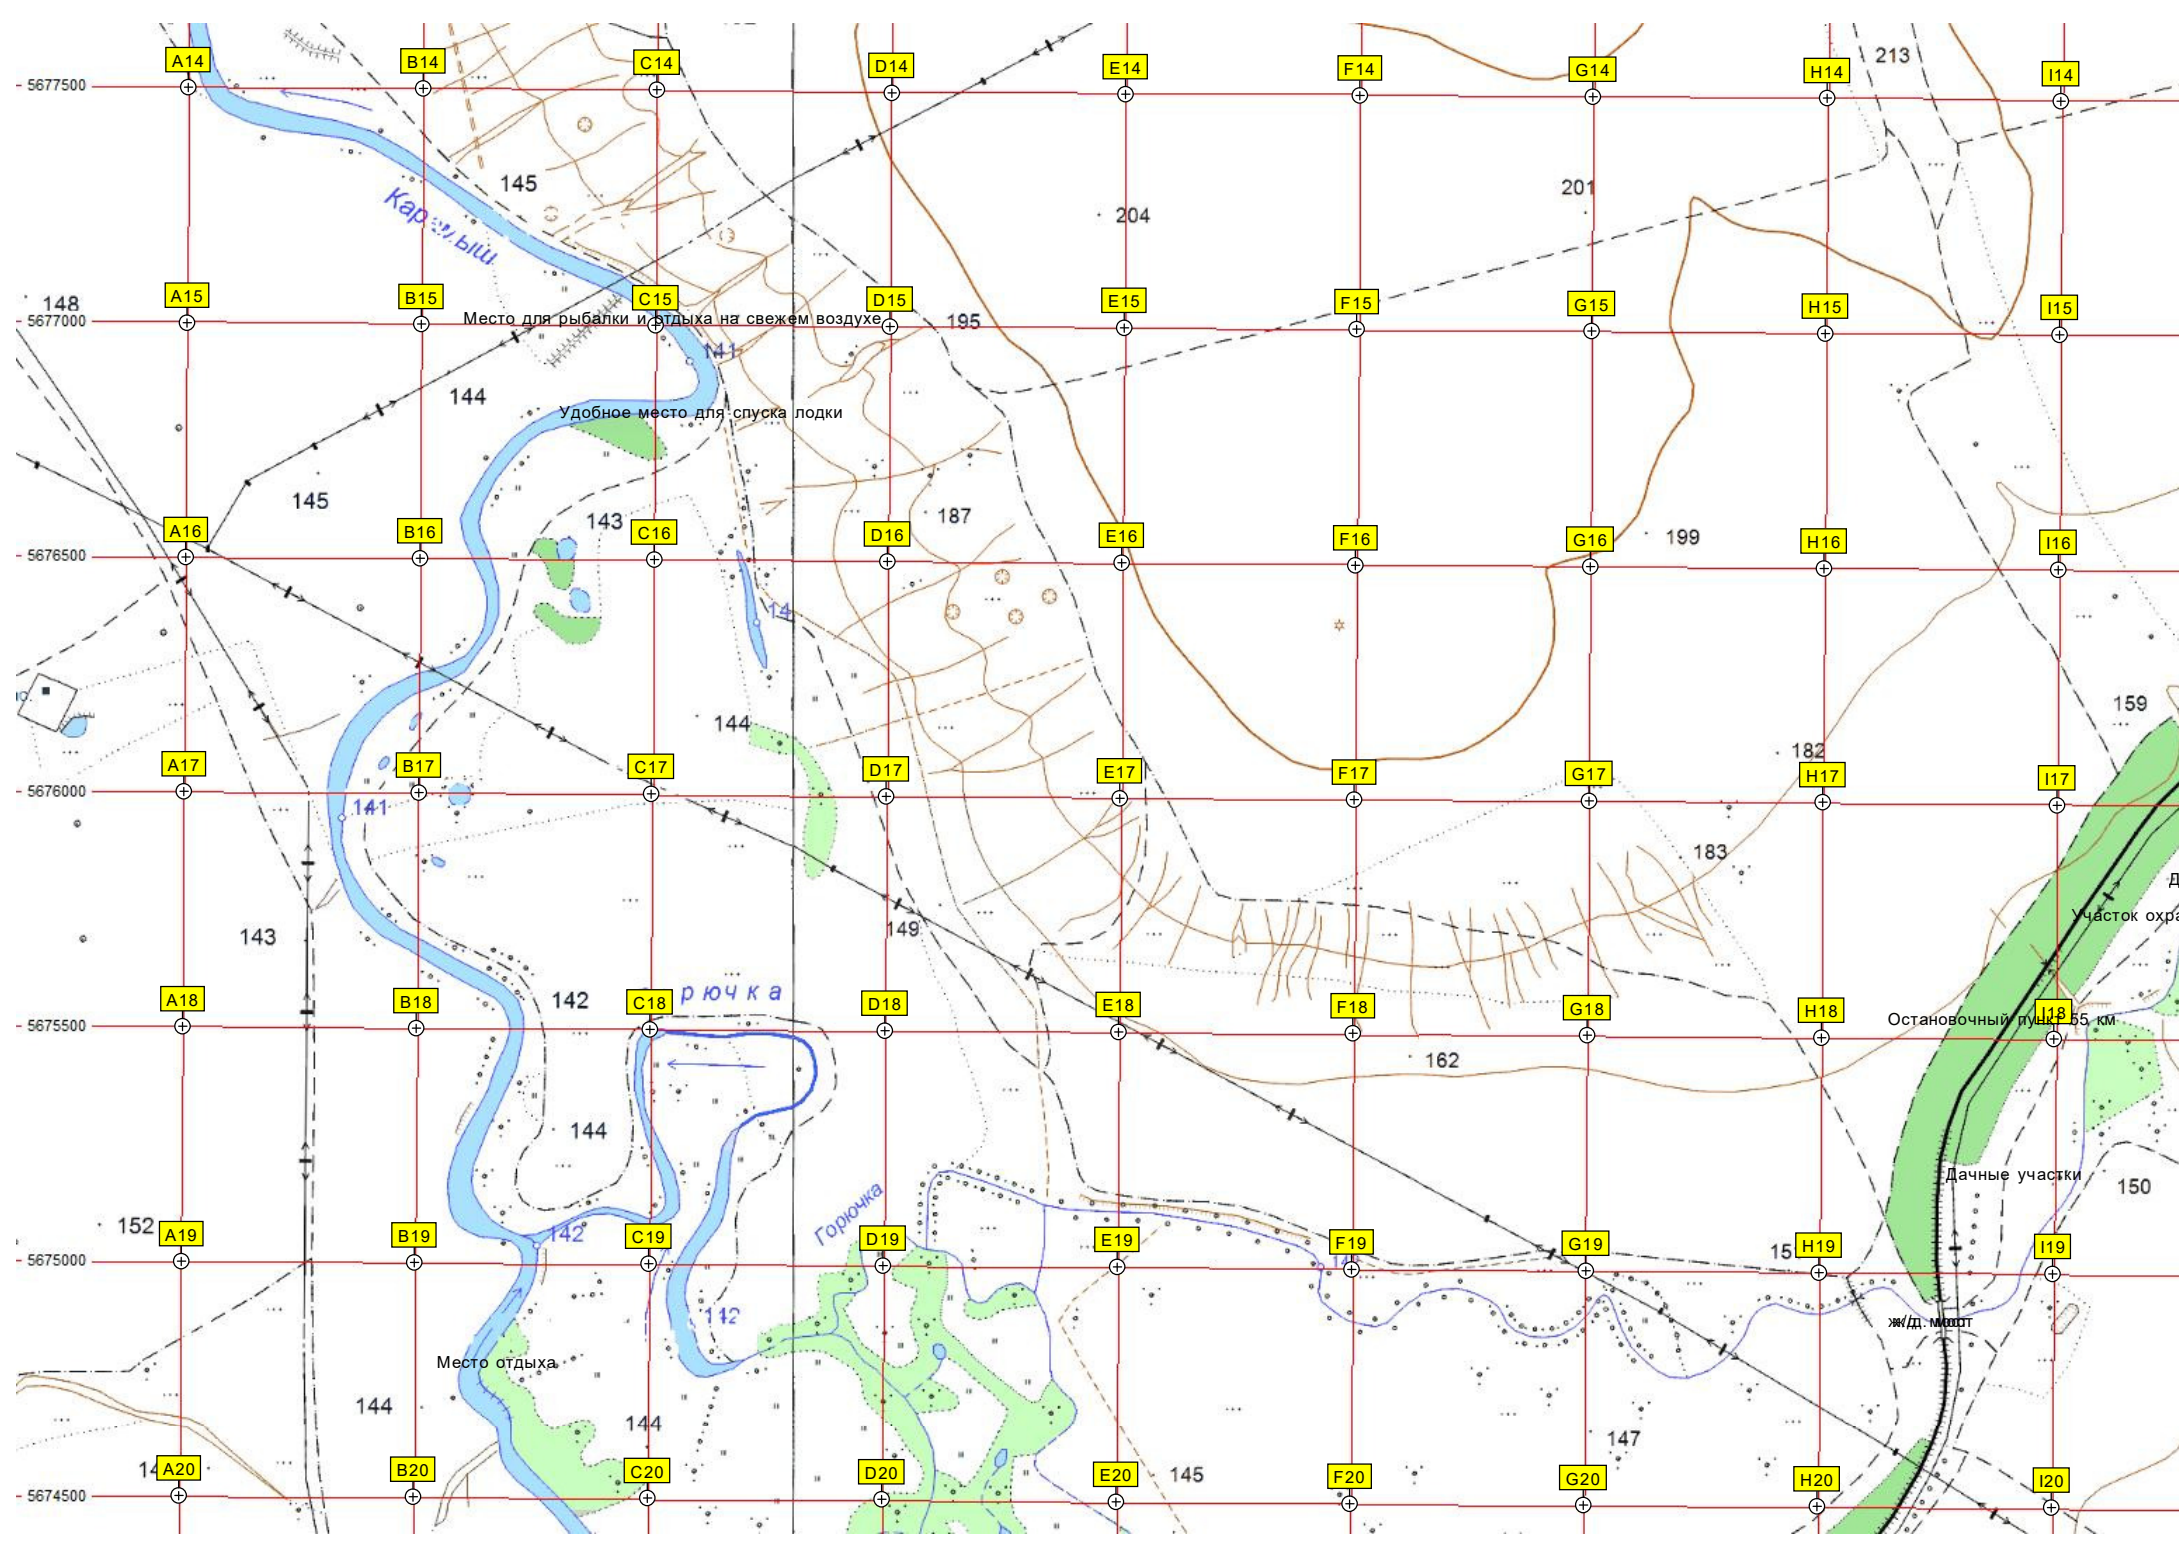 213
A14 B14 C14 D14 E14 F14 G14 H14 I14
5677500
145
201
204
Карамыш
148
A15 B15 C15 D15 E15 F15 G15 H15 I15
5677000
Место для рыбалки и отдыха на свежем воздухе
195
141
144
Удобное место для спуска лодки
145
143
187
199
A16 B16 C16 D16 E16 F16 G16 H16 I16
5676500
14
159
144
182
A17 B17 C17 D17 E17 F17 G17 H17 I17
5676000
141
183
Участок охра
149
143
142
рючка
A18 B18 C18 D18 E18 F18 G18 H18 I18
5675500
Остановочный пункт 55 км
162
144
Дачные участки
150
Горючка
152
A19 B19 C19 D19 E19 F19 G19 H19 I19
142
15
5675000
142
ж/д. мост
Место отдыха
144
144
147
145
A20 B20 C20 D20 E20 F20 G20 H20 I20
5674500